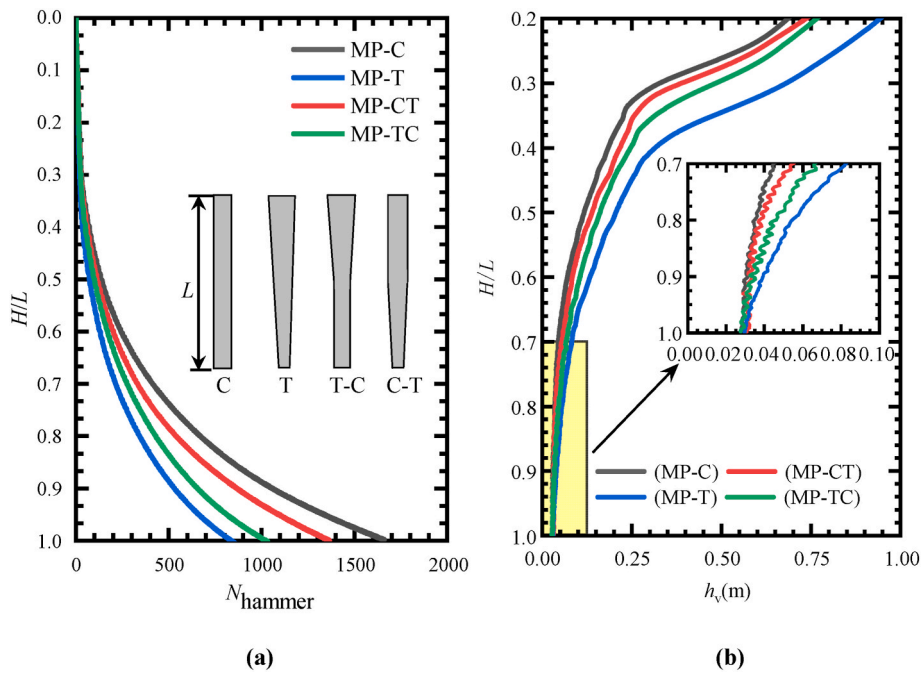 0.0
0.1
0.2
0.3
0.4
0.5
0.6
0.7
0.8
0.9
1.0
H/L
MP-C
MP-T
MP-CT
MP-TC
L
C T T-C C-T
0 500 1000 1500 2000
N_hammer
(a)
0.2
0.3
0.4
0.5
0.6
0.7
0.8
0.9
1.0
H/L
0.7
0.8
0.9
1.0
0.00 0.02 0.04 0.06 0.08 0.10
(MP-C) (MP-CT)
(MP-T) (MP-TC)
0.00 0.25 0.50 0.75 1.00
h_v(m)
(b)